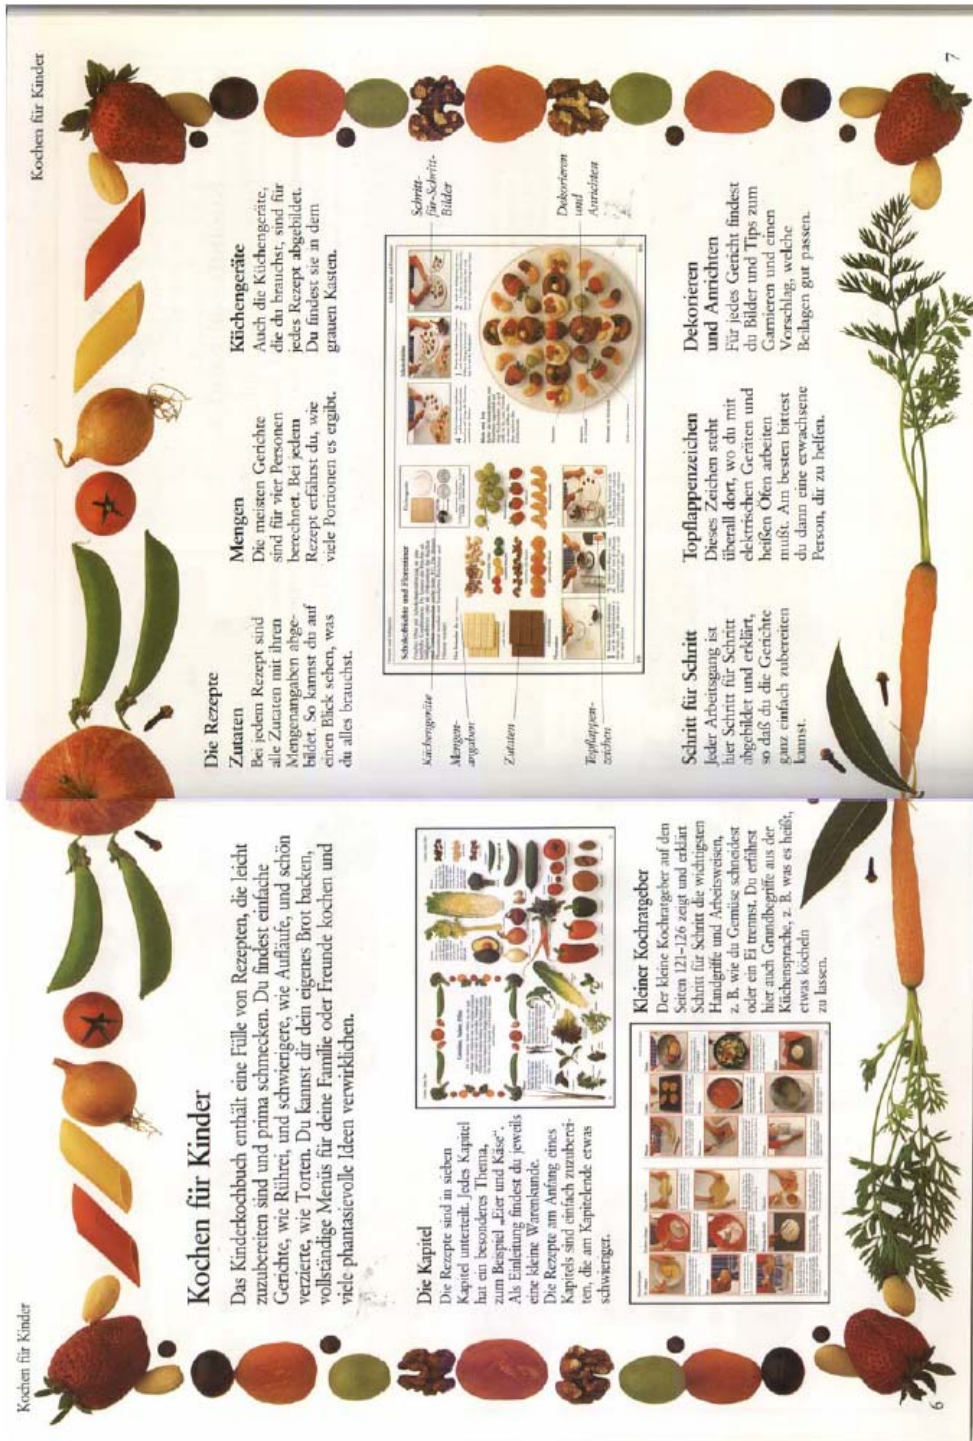 Kochen für Kinder
Kochen für Kinder
Das Kinderkochbuch enthält eine Fülle von Rezepten, die leicht
zuzubereiten sind und prima schmecken. Du findest einfache
Gerichte, wie Rührei, und schwierigere, wie Aufläufe, und schön
verzierte, wie Torten. Du kannst dir dein eigenes Brot backen,
vollständige Menüs für deine Familie oder Freunde kochen und
viele phantasievolle Ideen verwirklichen.
Die Kapitel
Die Rezepte sind in sieben
Kapitel unterteilt. Jedes Kapitel
hat ein besonderes Thema,
zum Beispiel „Eier und Käse“.
Als Einleitung findest du jeweils
eine kleine Warenkunde.
Die Rezepte am Anfang eines
Kapitels sind einfach zuzuberei-
ten, die am Kapitelende etwas
schwieriger.
Kleiner Kochratgeber
Der kleine Kochratgeber auf den
Seiten 121–126 zeigt und erklärt
Schritt für Schritt die wichtigsten
Handgriffe und Arbeitsweisen,
z. B. wie du Gemüse schneidest
oder ein Ei trennst. Du erfährst
hier auch Grundbegriffe aus der
Küchensprache, z. B. was es heißt,
etwas köcheln
zu lassen.
6
Kochen für Kinder
Die Rezepte
Zutaten
Bei jedem Rezept sind
alle Zutaten mit ihren
Mengenangaben abge-
bildet. So kannst du auf
einen Blick sehen, was
du alles brauchst.
Mengen
Die meisten Gerichte
sind für vier Personen
berechnet. Bei jedem
Rezept erfährst du, wie
viele Portionen es ergibt.
Küchengeräte
Auch die Küchengeräte,
die du brauchst, sind für
jedes Rezept abgebildet.
Du findest sie in dem
grauen Kasten.
Küchengeräte
Mengen-
angaben
Zutaten
Topflappen-
zeichen
Schokofrüchte und Florentiner
Schritt-
für-Schritt-
Bilder
Dekorieren
und
Anrichten
Schritt für Schritt
Jeder Arbeitsgang ist
hier Schritt für Schritt
abgebildet und erklärt,
so daß du die Gerichte
ganz einfach zubereiten
kannst.
Topflappenzeichen
Dieses Zeichen steht
überall dort, wo du mit
elektrischen Geräten und
heißen Öfen arbeiten
mußt. Am besten bittest
du dann eine erwachsene
Person, dir zu helfen.
Dekorieren
und Anrichten
Für jedes Gericht findest
du Bilder und Tips zum
Garnieren und einen
Vorschlag, welche
Beilagen gut passen.
7